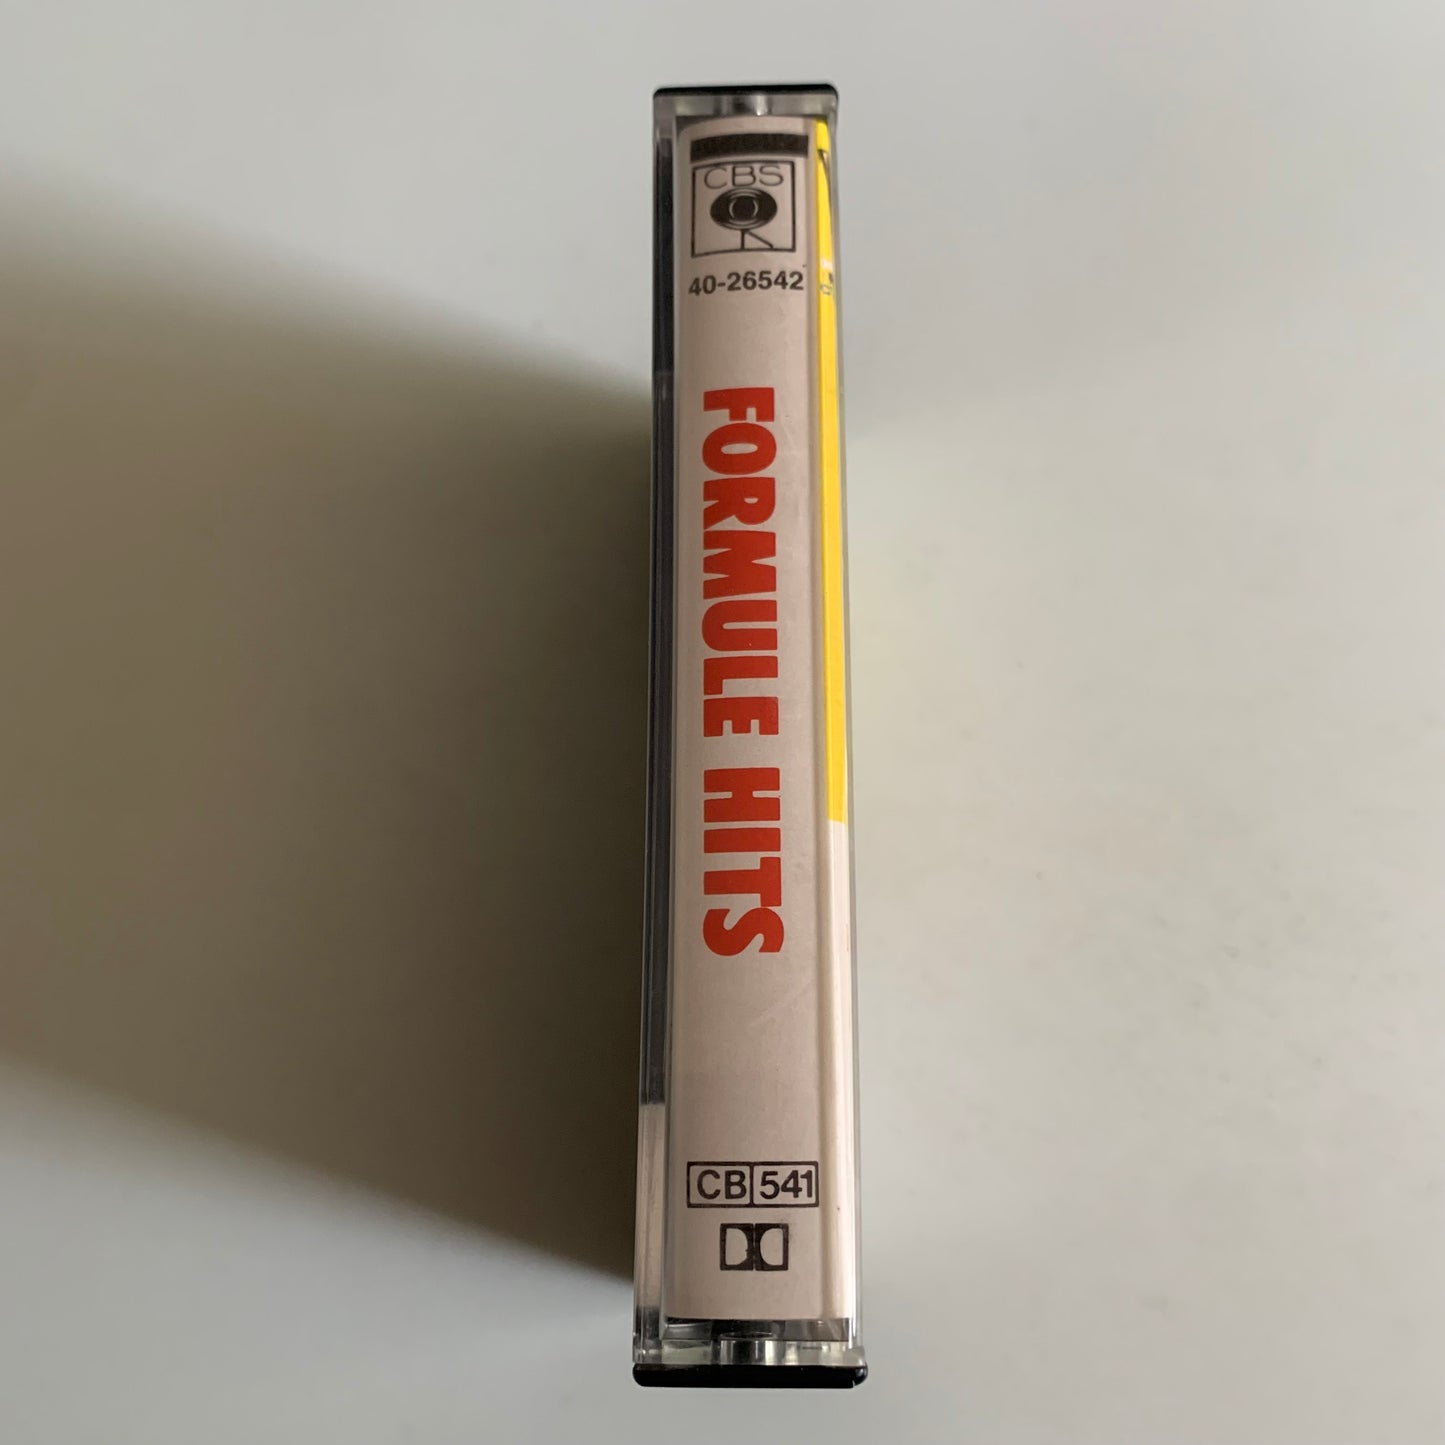 CBS
40-26542
FORMULE HITS
CB 541